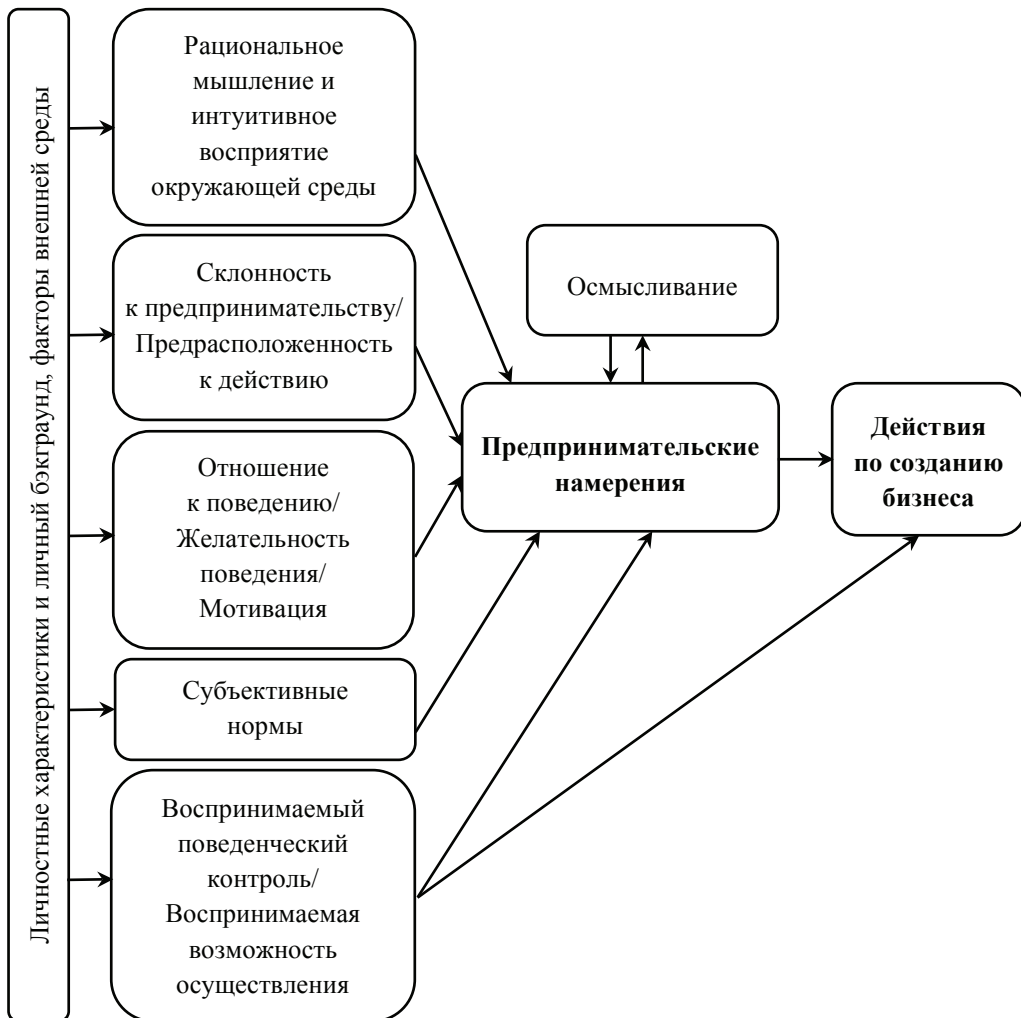 Личностные характеристики и личный бэкграунд, факторы внешней среды
Рациональное
мышление и
интуитивное
восприятие
окружающей среды
Склонность
к предпринимательству/
Предрасположенность
к действию
Отношение
к поведению/
Желательность
поведения/
Мотивация
Субъективные
нормы
Воспринимаемый
поведенческий
контроль/
Воспринимаемая
возможность
осуществления
Осмысливание
Предпринимательские
намерения
Действия
по созданию
бизнеса